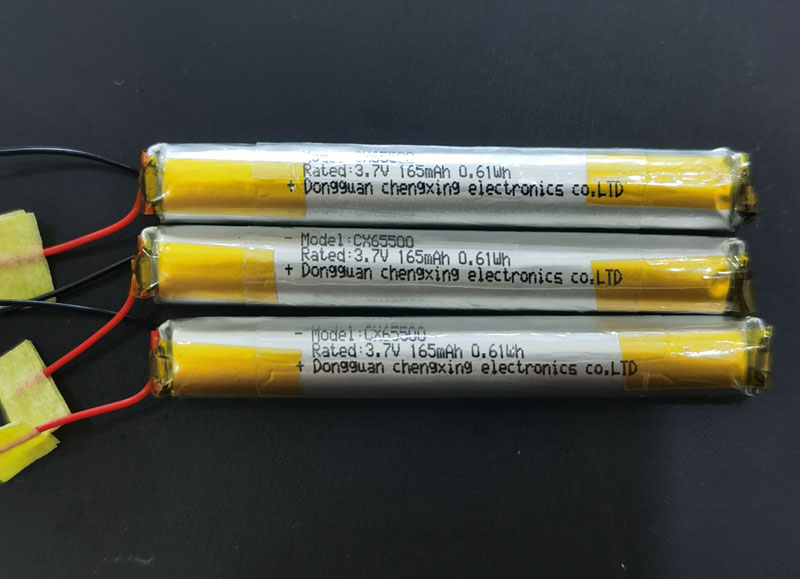 Model:CX65500
Rated:3.7V 165mAh 0.61Wh
+ Dongguan chengxing electronics co.LTD
- Model:CX65500
Rated:3.7V 165mAh 0.61Wh
+ Dongguan chengxing electronics co.LTD
- Model:CX65500
Rated:3.7V 165mAh 0.61Wh
+ Dongguan chengxing electronics co.LTD